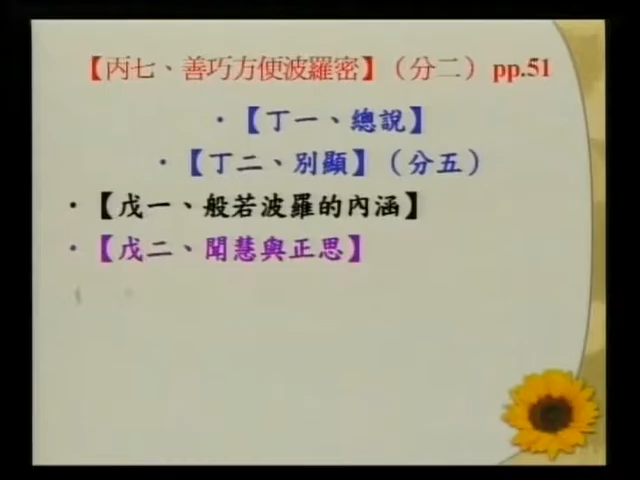 【丙七、善巧方便波羅密】（分二）pp.51
·【丁一、總說】
·【丁二、別顯】（分五）
·【戊一、般若波羅的內涵】
·【戊二、聞慧與正思】